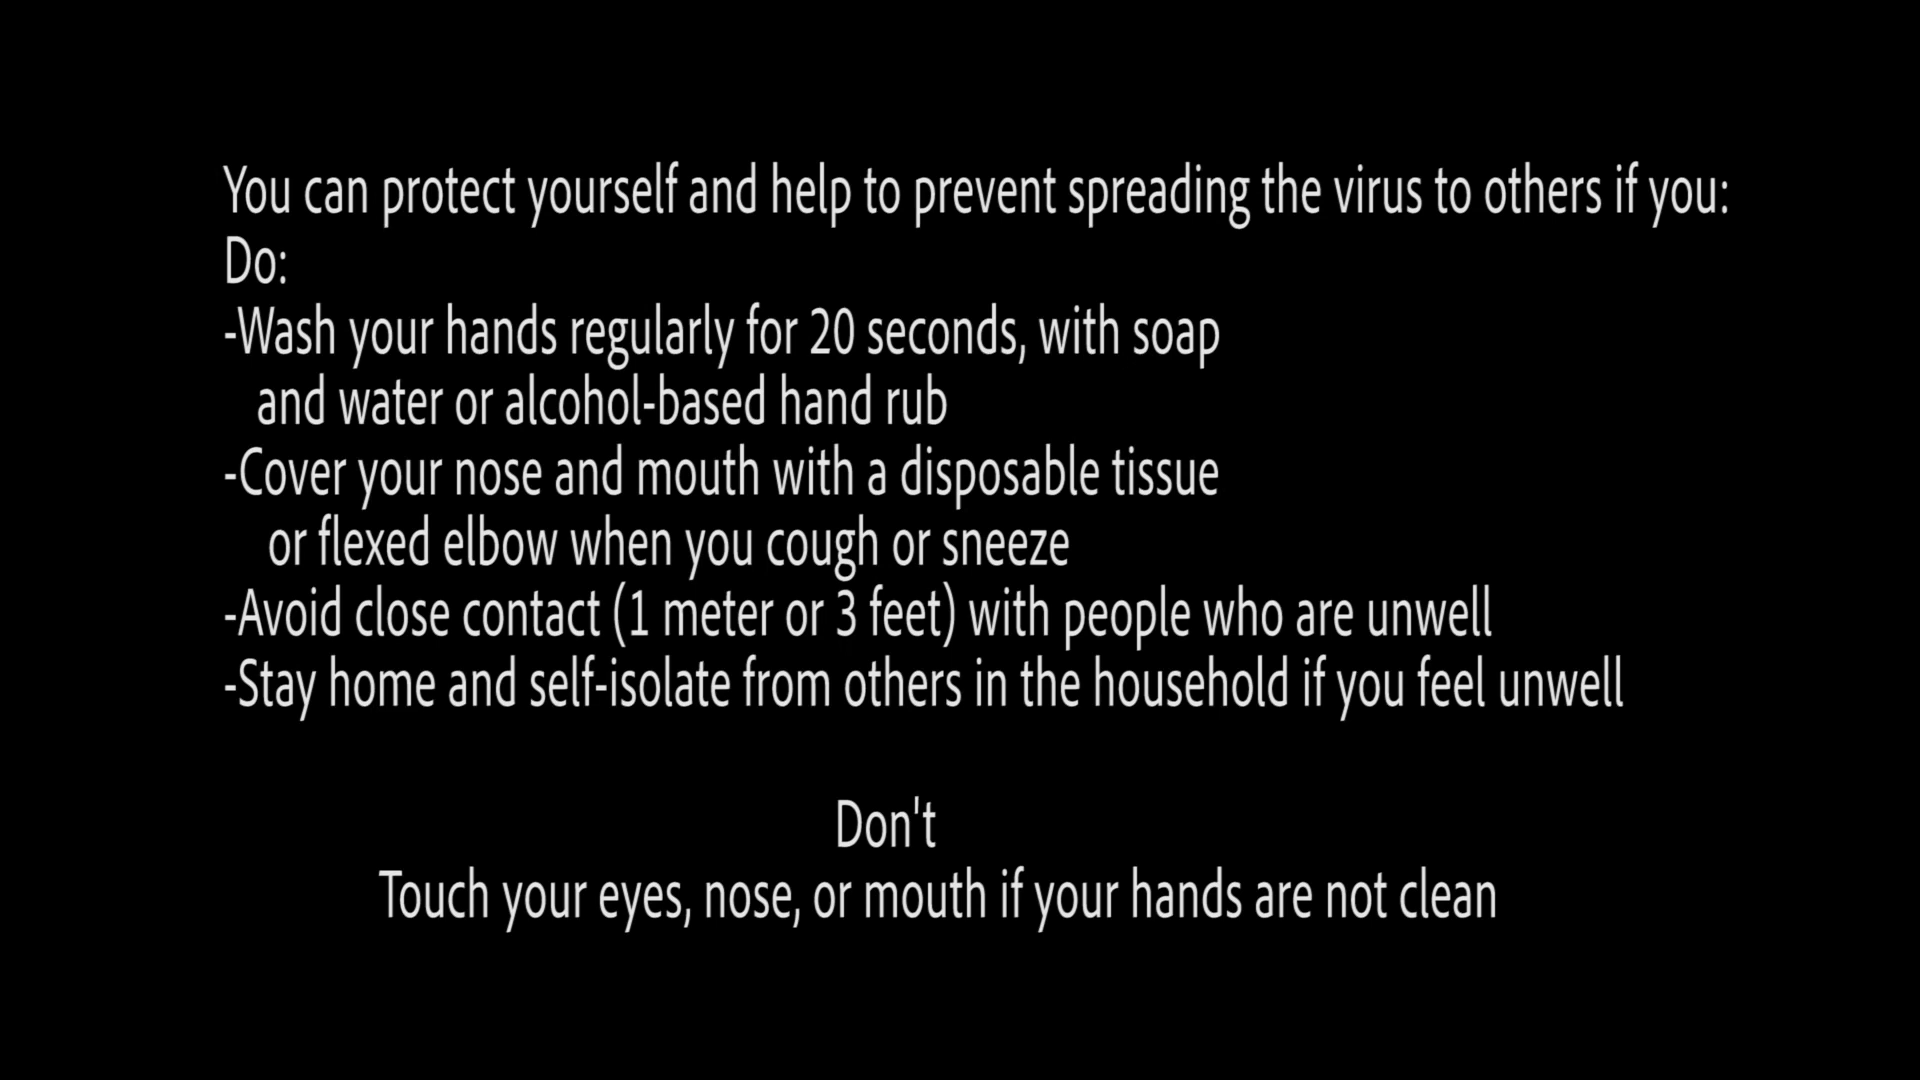 You can protect yourself and help to prevent spreading the virus to others if you:
Do:
-Wash your hands regularly for 20 seconds, with soap
and water or alcohol-based hand rub
-Cover your nose and mouth with a disposable tissue
or flexed elbow when you cough or sneeze
-Avoid close contact (1 meter or 3 feet) with people who are unwell
-Stay home and self-isolate from others in the household if you feel unwell
Don't
Touch your eyes, nose, or mouth if your hands are not clean